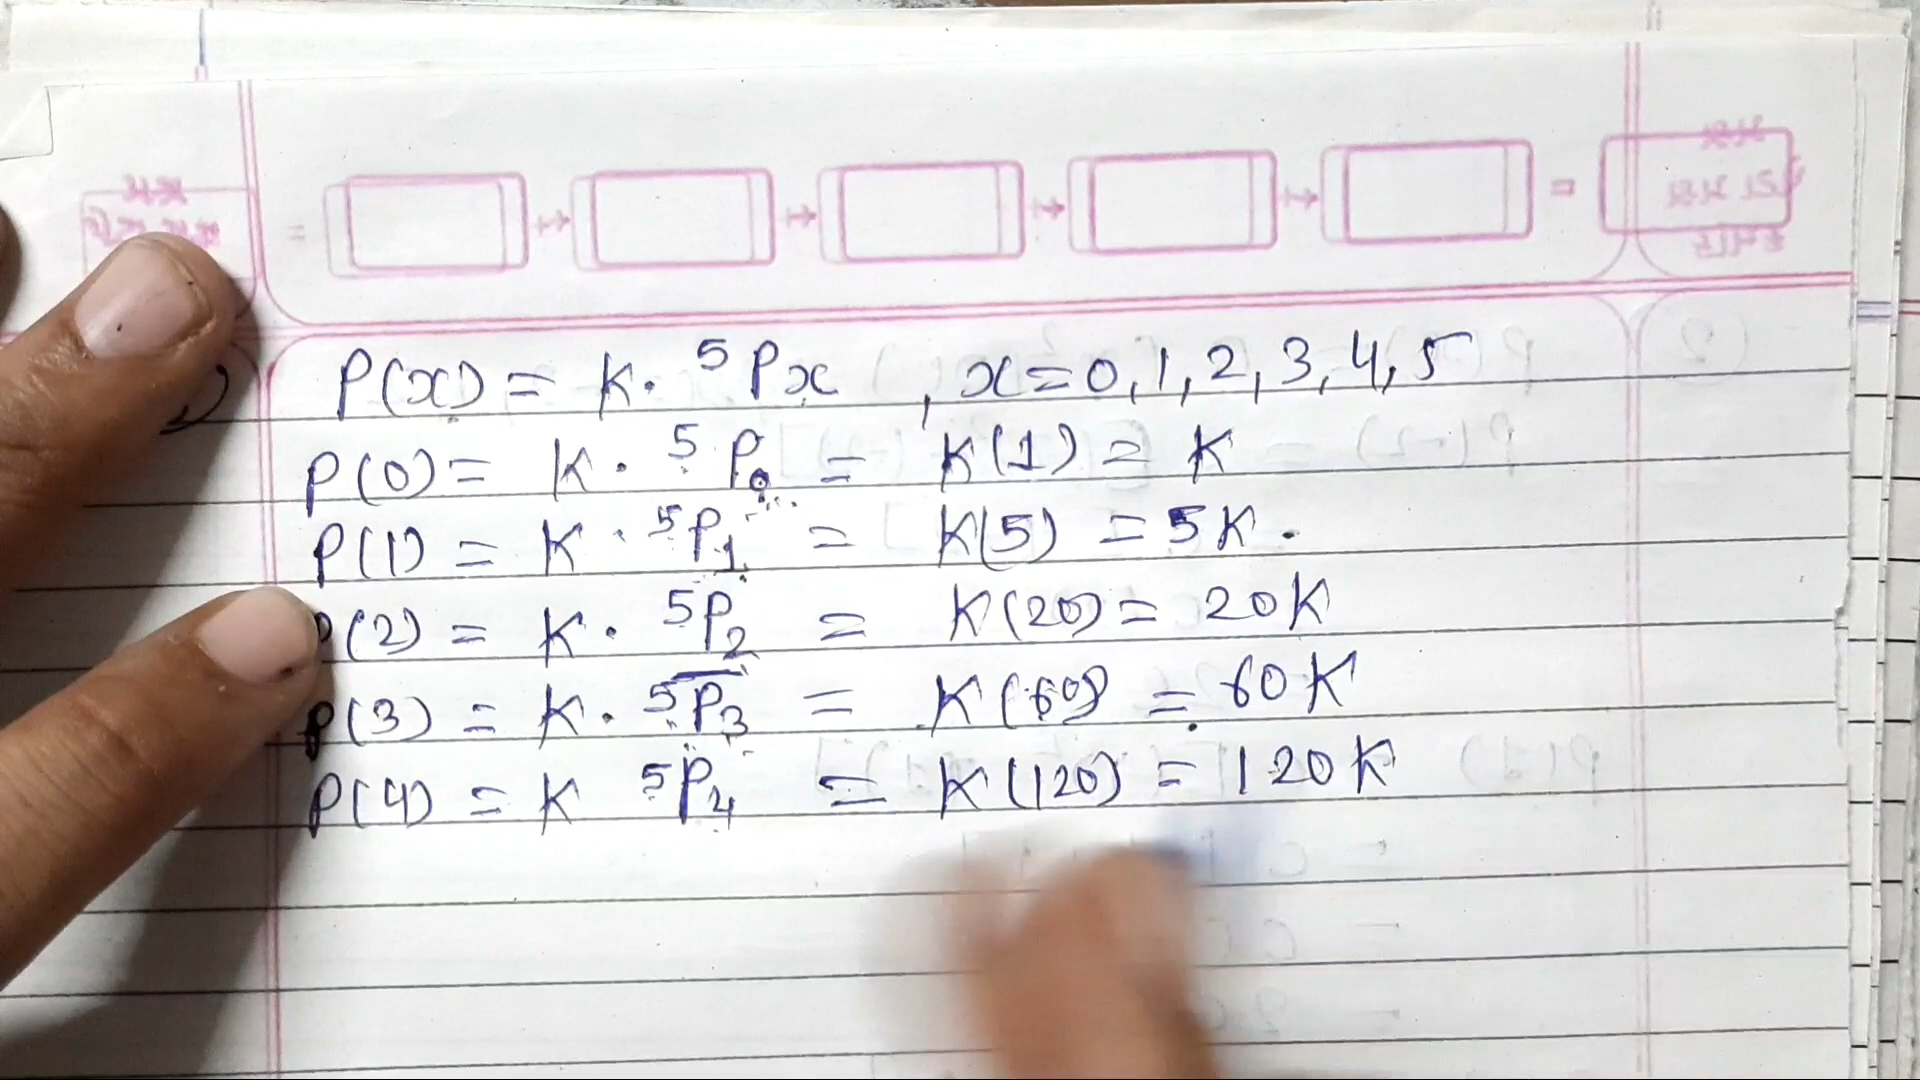 P(x) = K. ⁵Px , x = 0, 1, 2, 3, 4, 5
P(0) = K. ⁵P₀ = K(1) = K
P(1) = K. ⁵P₁ = K(5) = 5K.
P(2) = K. ⁵P₂ = K(20) = 20K
P(3) = K. ⁵P₃ = K(60) = 60K
P(4) = K ⁵P₄ = K(120) = 120K